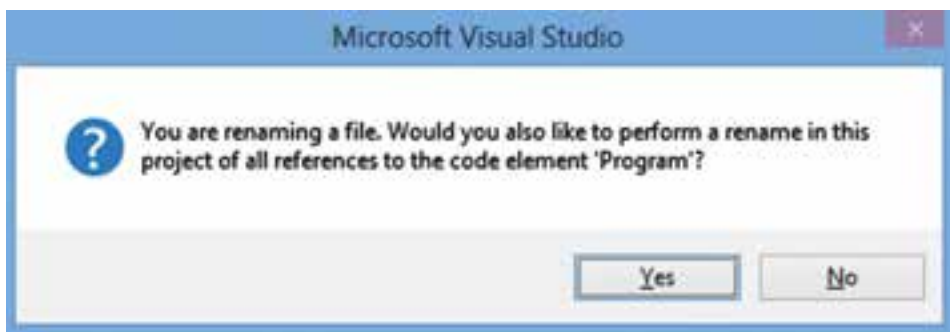 Microsoft Visual Studio
You are renaming a file. Would you also like to perform a rename in this
project of all references to the code element 'Program'?
Yes
No